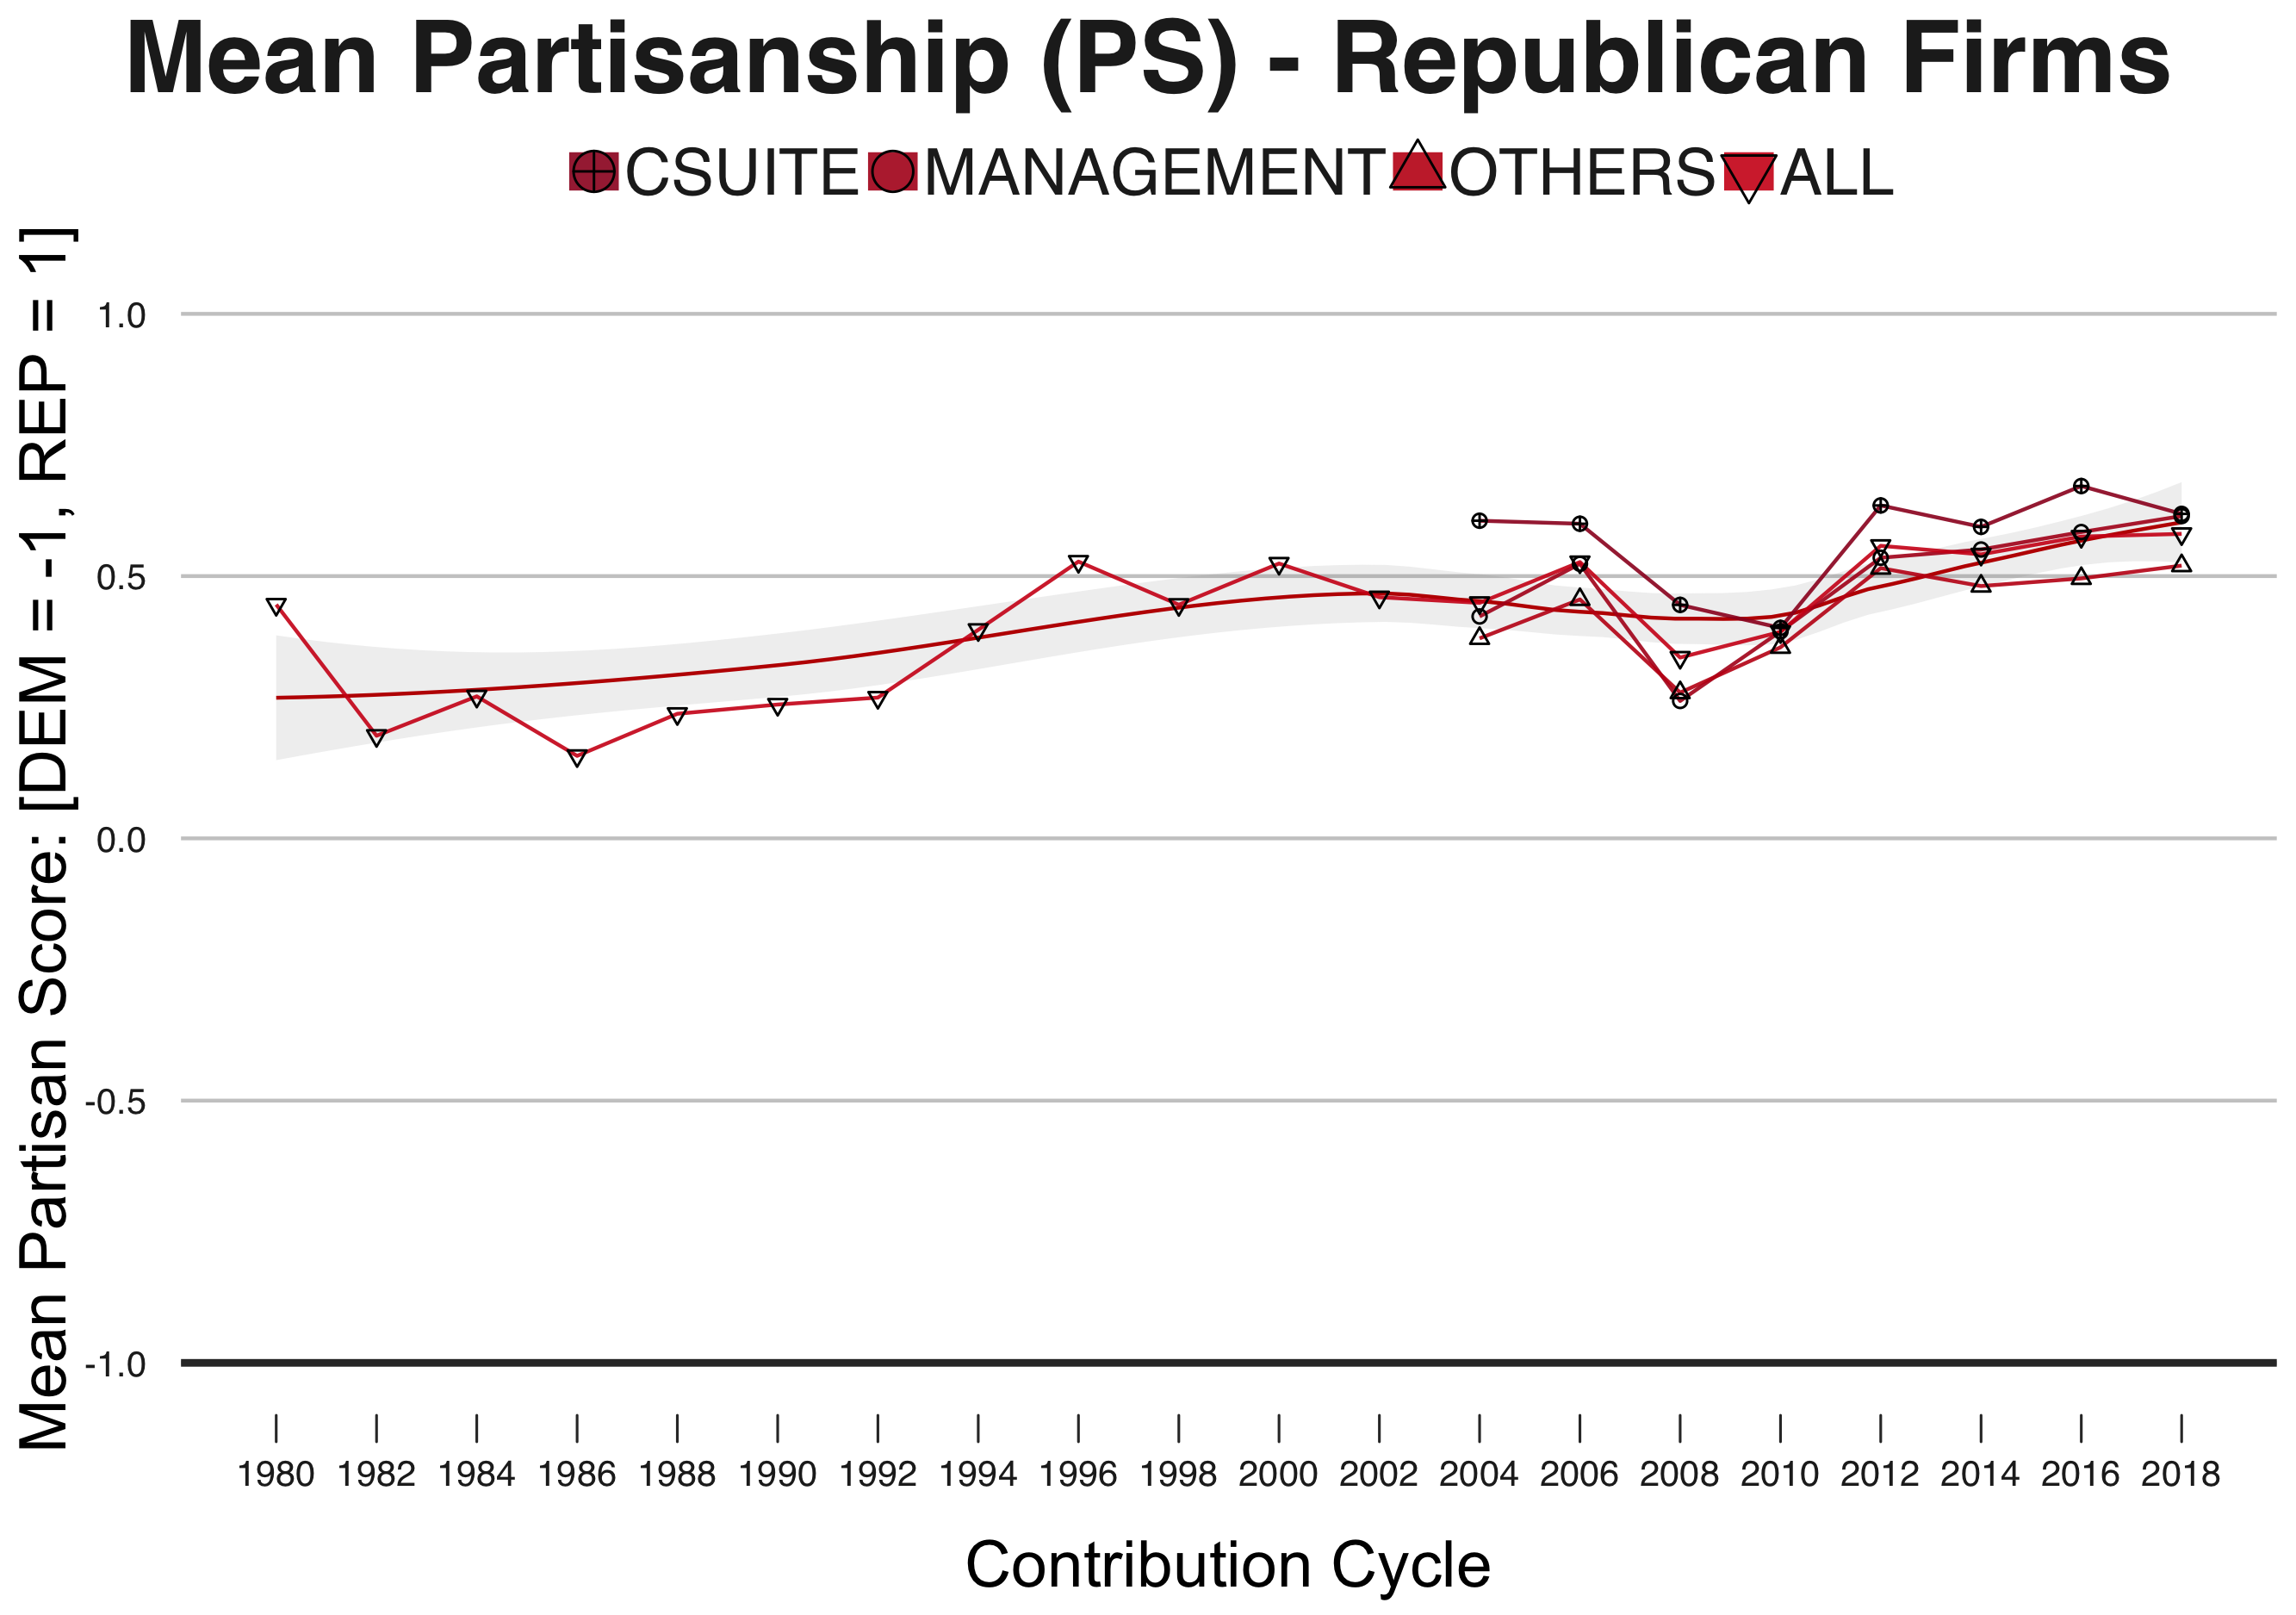 Mean Partisanship (PS) - Republican Firms
CSUITE MANAGEMENT OTHERS ALL
Mean Partisan Score: [DEM = -1, REP = 1]
1.0
0.5
0.0
-0.5
-1.0
1980 1982 1984 1986 1988 1990 1992 1994 1996 1998 2000 2002 2004 2006 2008 2010 2012 2014 2016 2018
Contribution Cycle